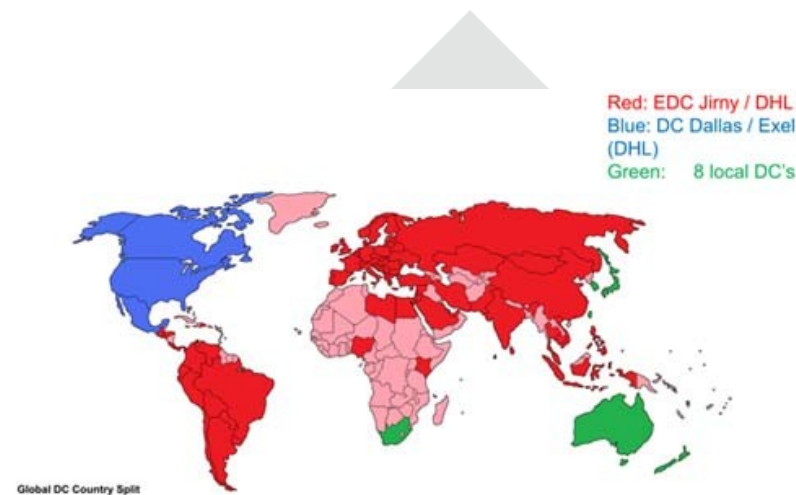 Red: EDC Jirny / DHL
Blue: DC Dallas / Exel
(DHL)
Green: 8 local DC's
Global DC Country Split